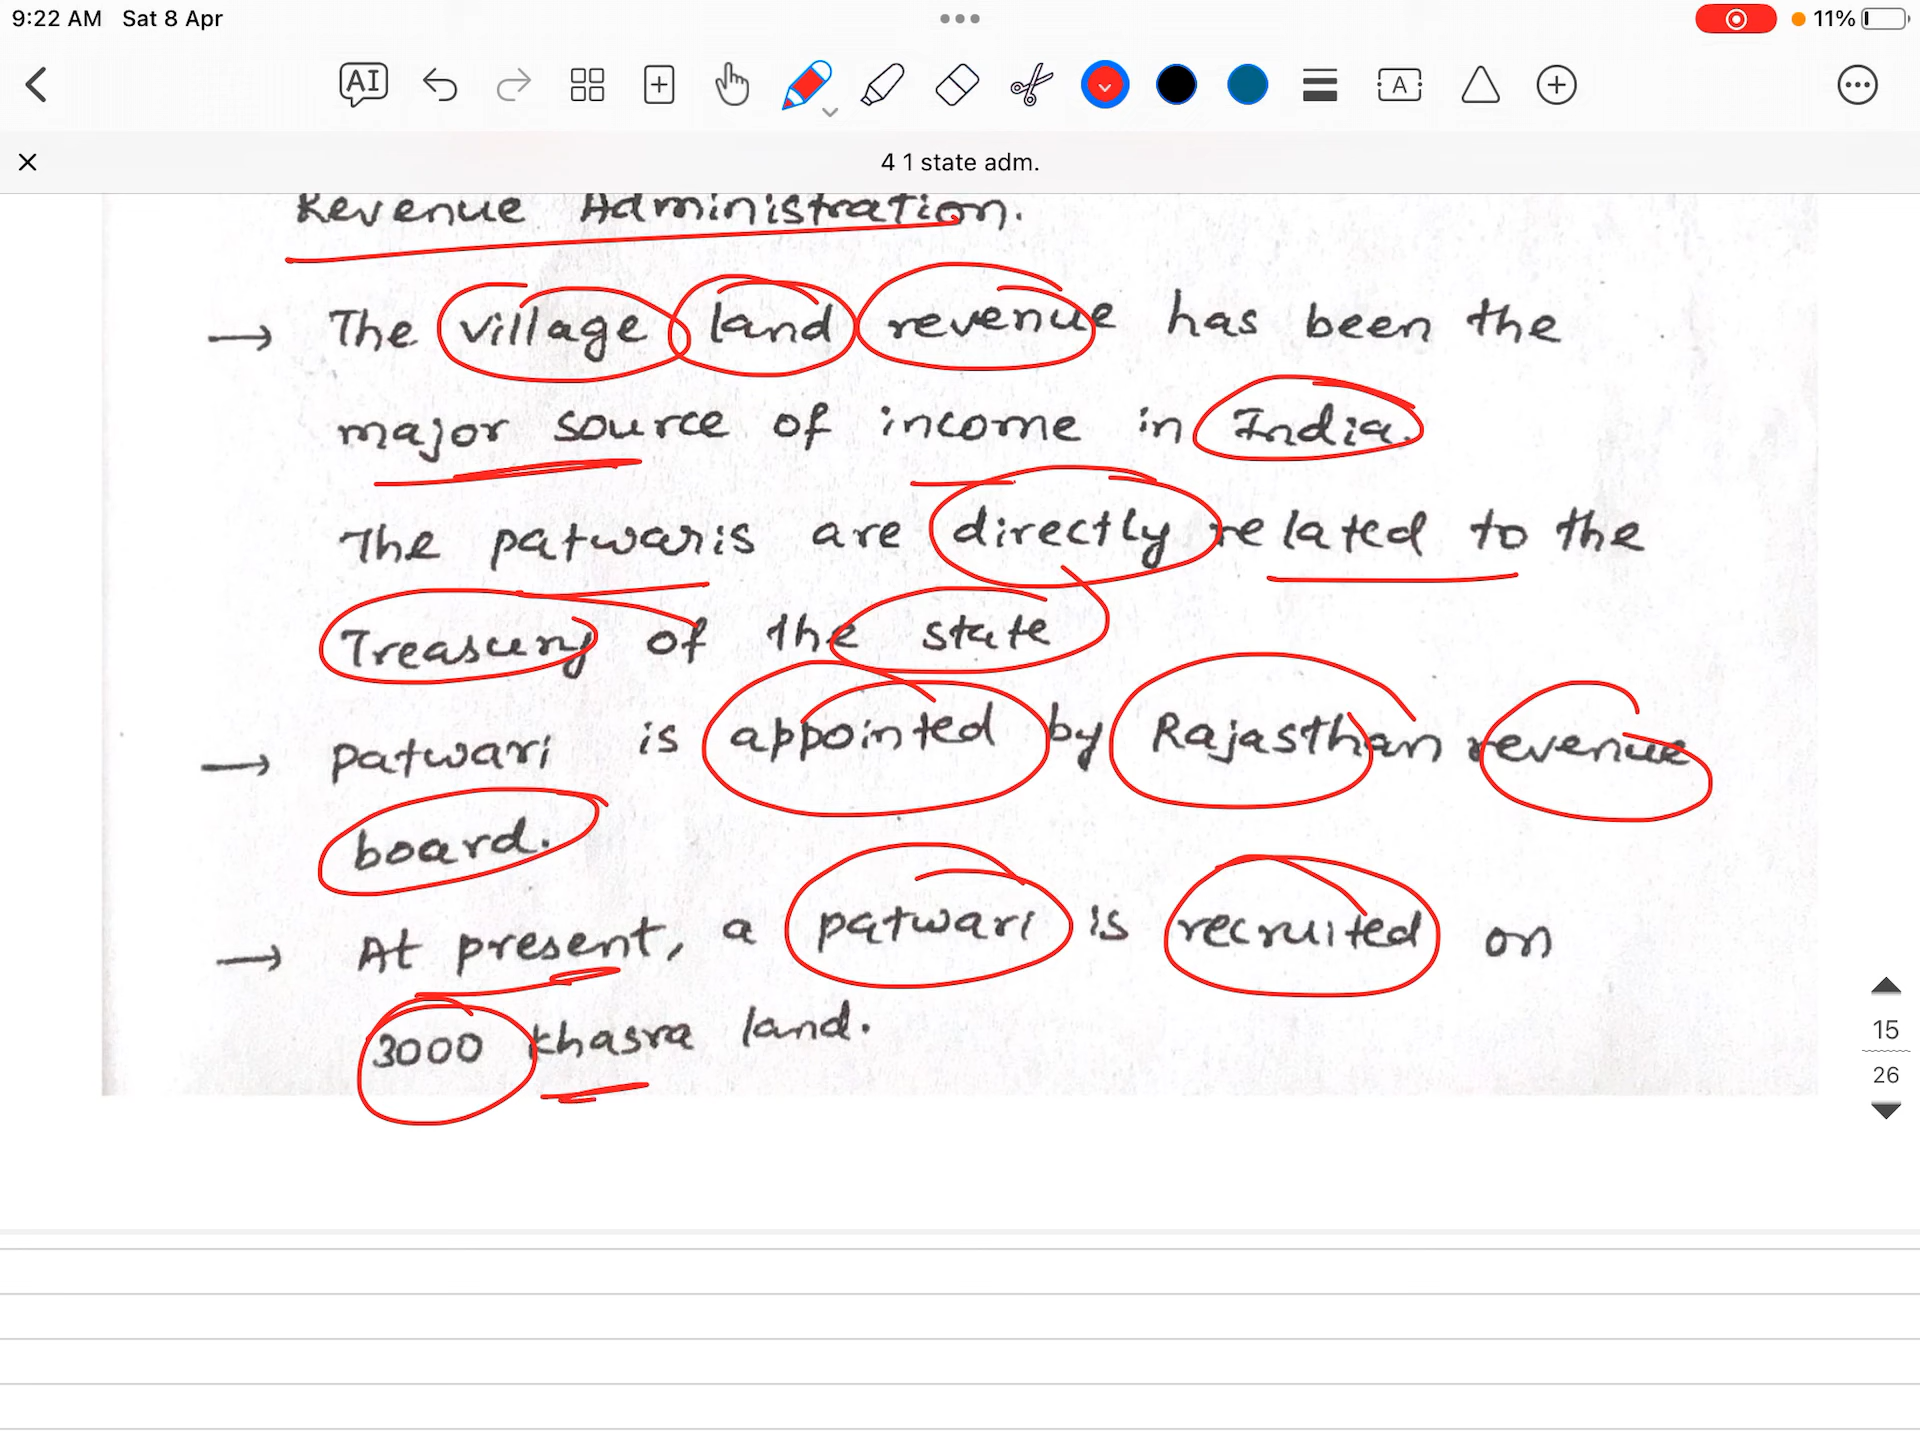 9:22 AM Sat 8 Apr
11%
AI
A
4 1 state adm.
Revenue Administration.
→ The village land revenue has been the
major source of income in India.
The patwaris are directly related to the
Treasury of the state
→ patwari is appointed by Rajasthan revenue
board.
→ At present, a patwari is recruited on
3000 khasra land.
15
26